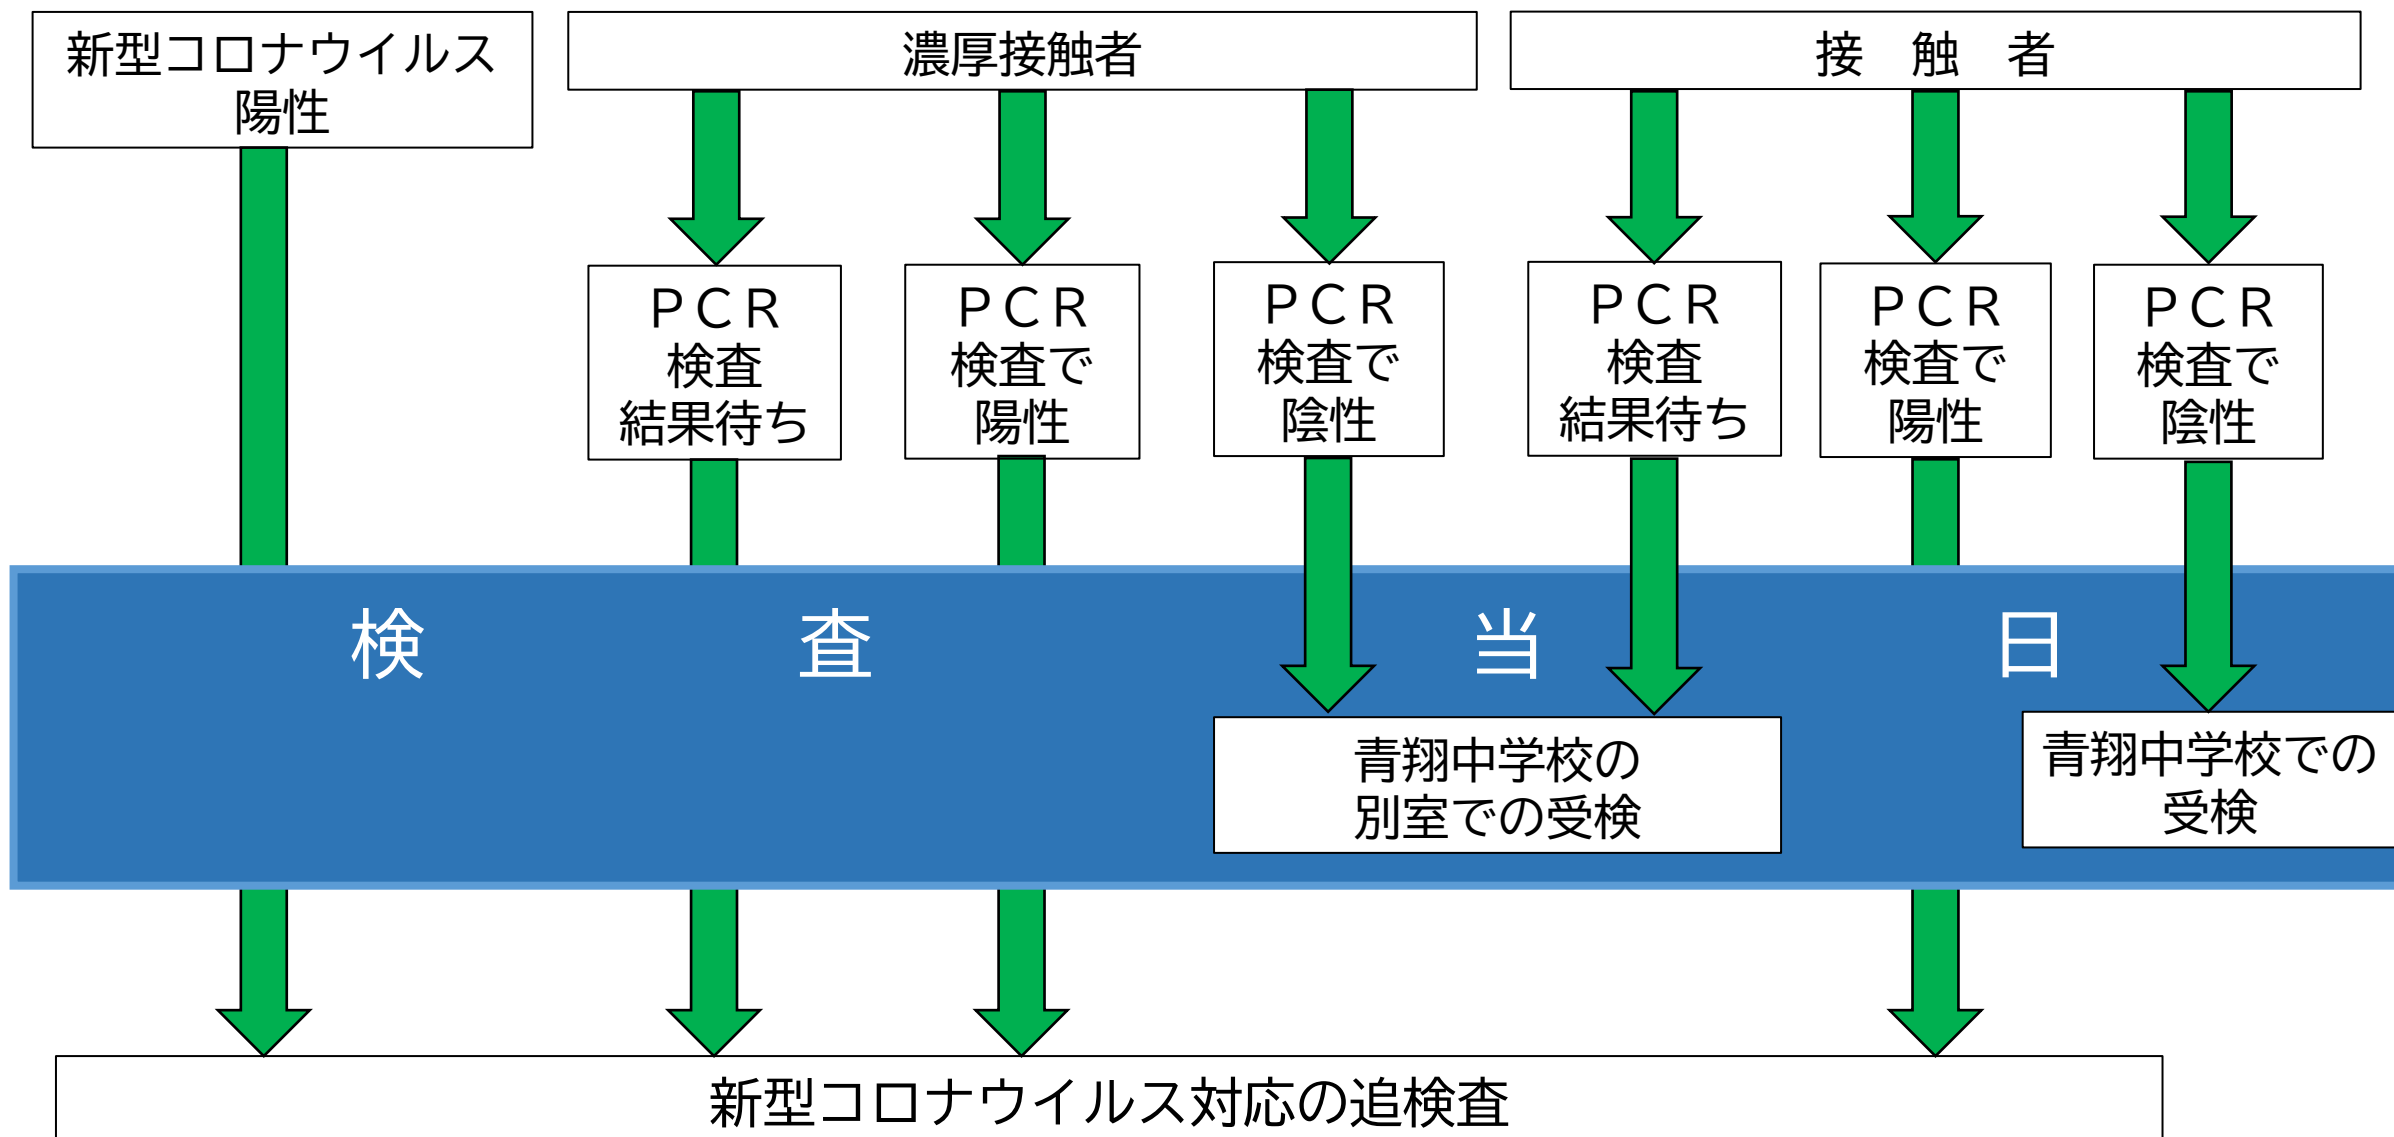 新型コロナウイルス
陽性
濃厚接触者
接　触　者
ＰＣＲ
検査
結果待ち
ＰＣＲ
検査で
陽性
ＰＣＲ
検査で
陰性
ＰＣＲ
検査
結果待ち
ＰＣＲ
検査で
陽性
ＰＣＲ
検査で
陰性
検　査　当　日
青翔中学校の
別室での受検
青翔中学校での
受検
新型コロナウイルス対応の追検査